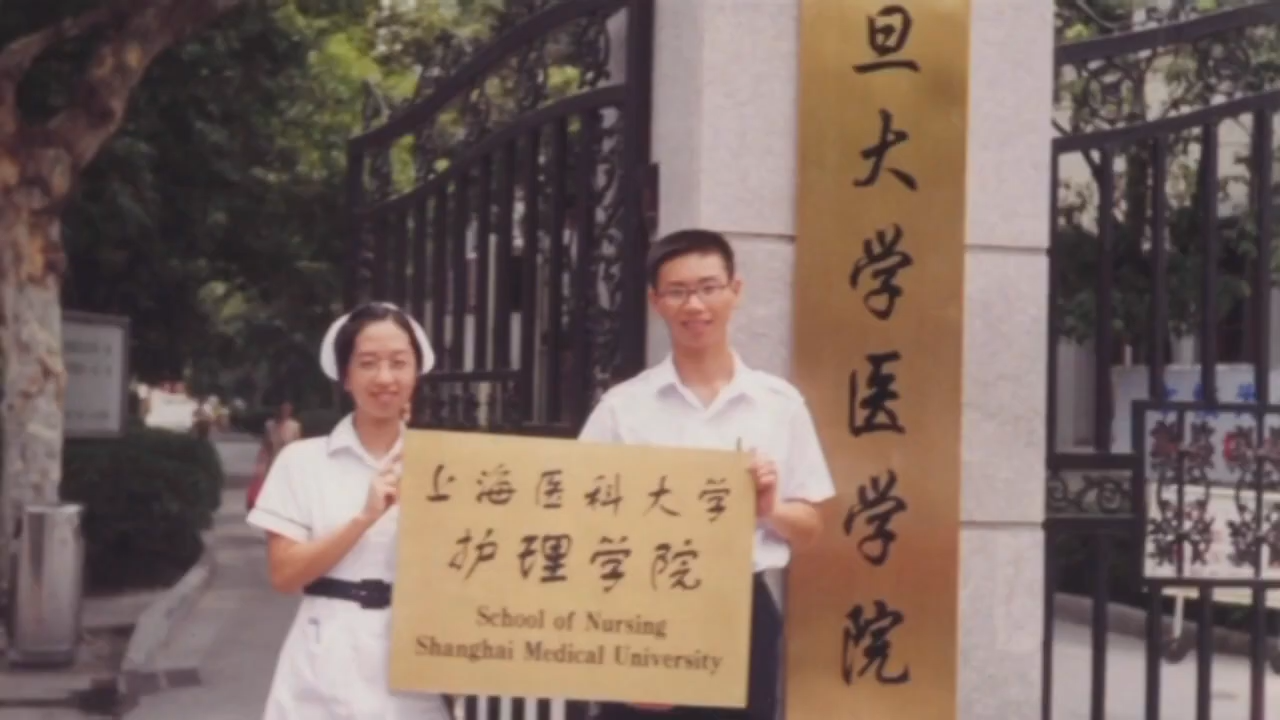 上海医科大学
护理学院
School of Nursing
Shanghai Medical University
旦大学医学院